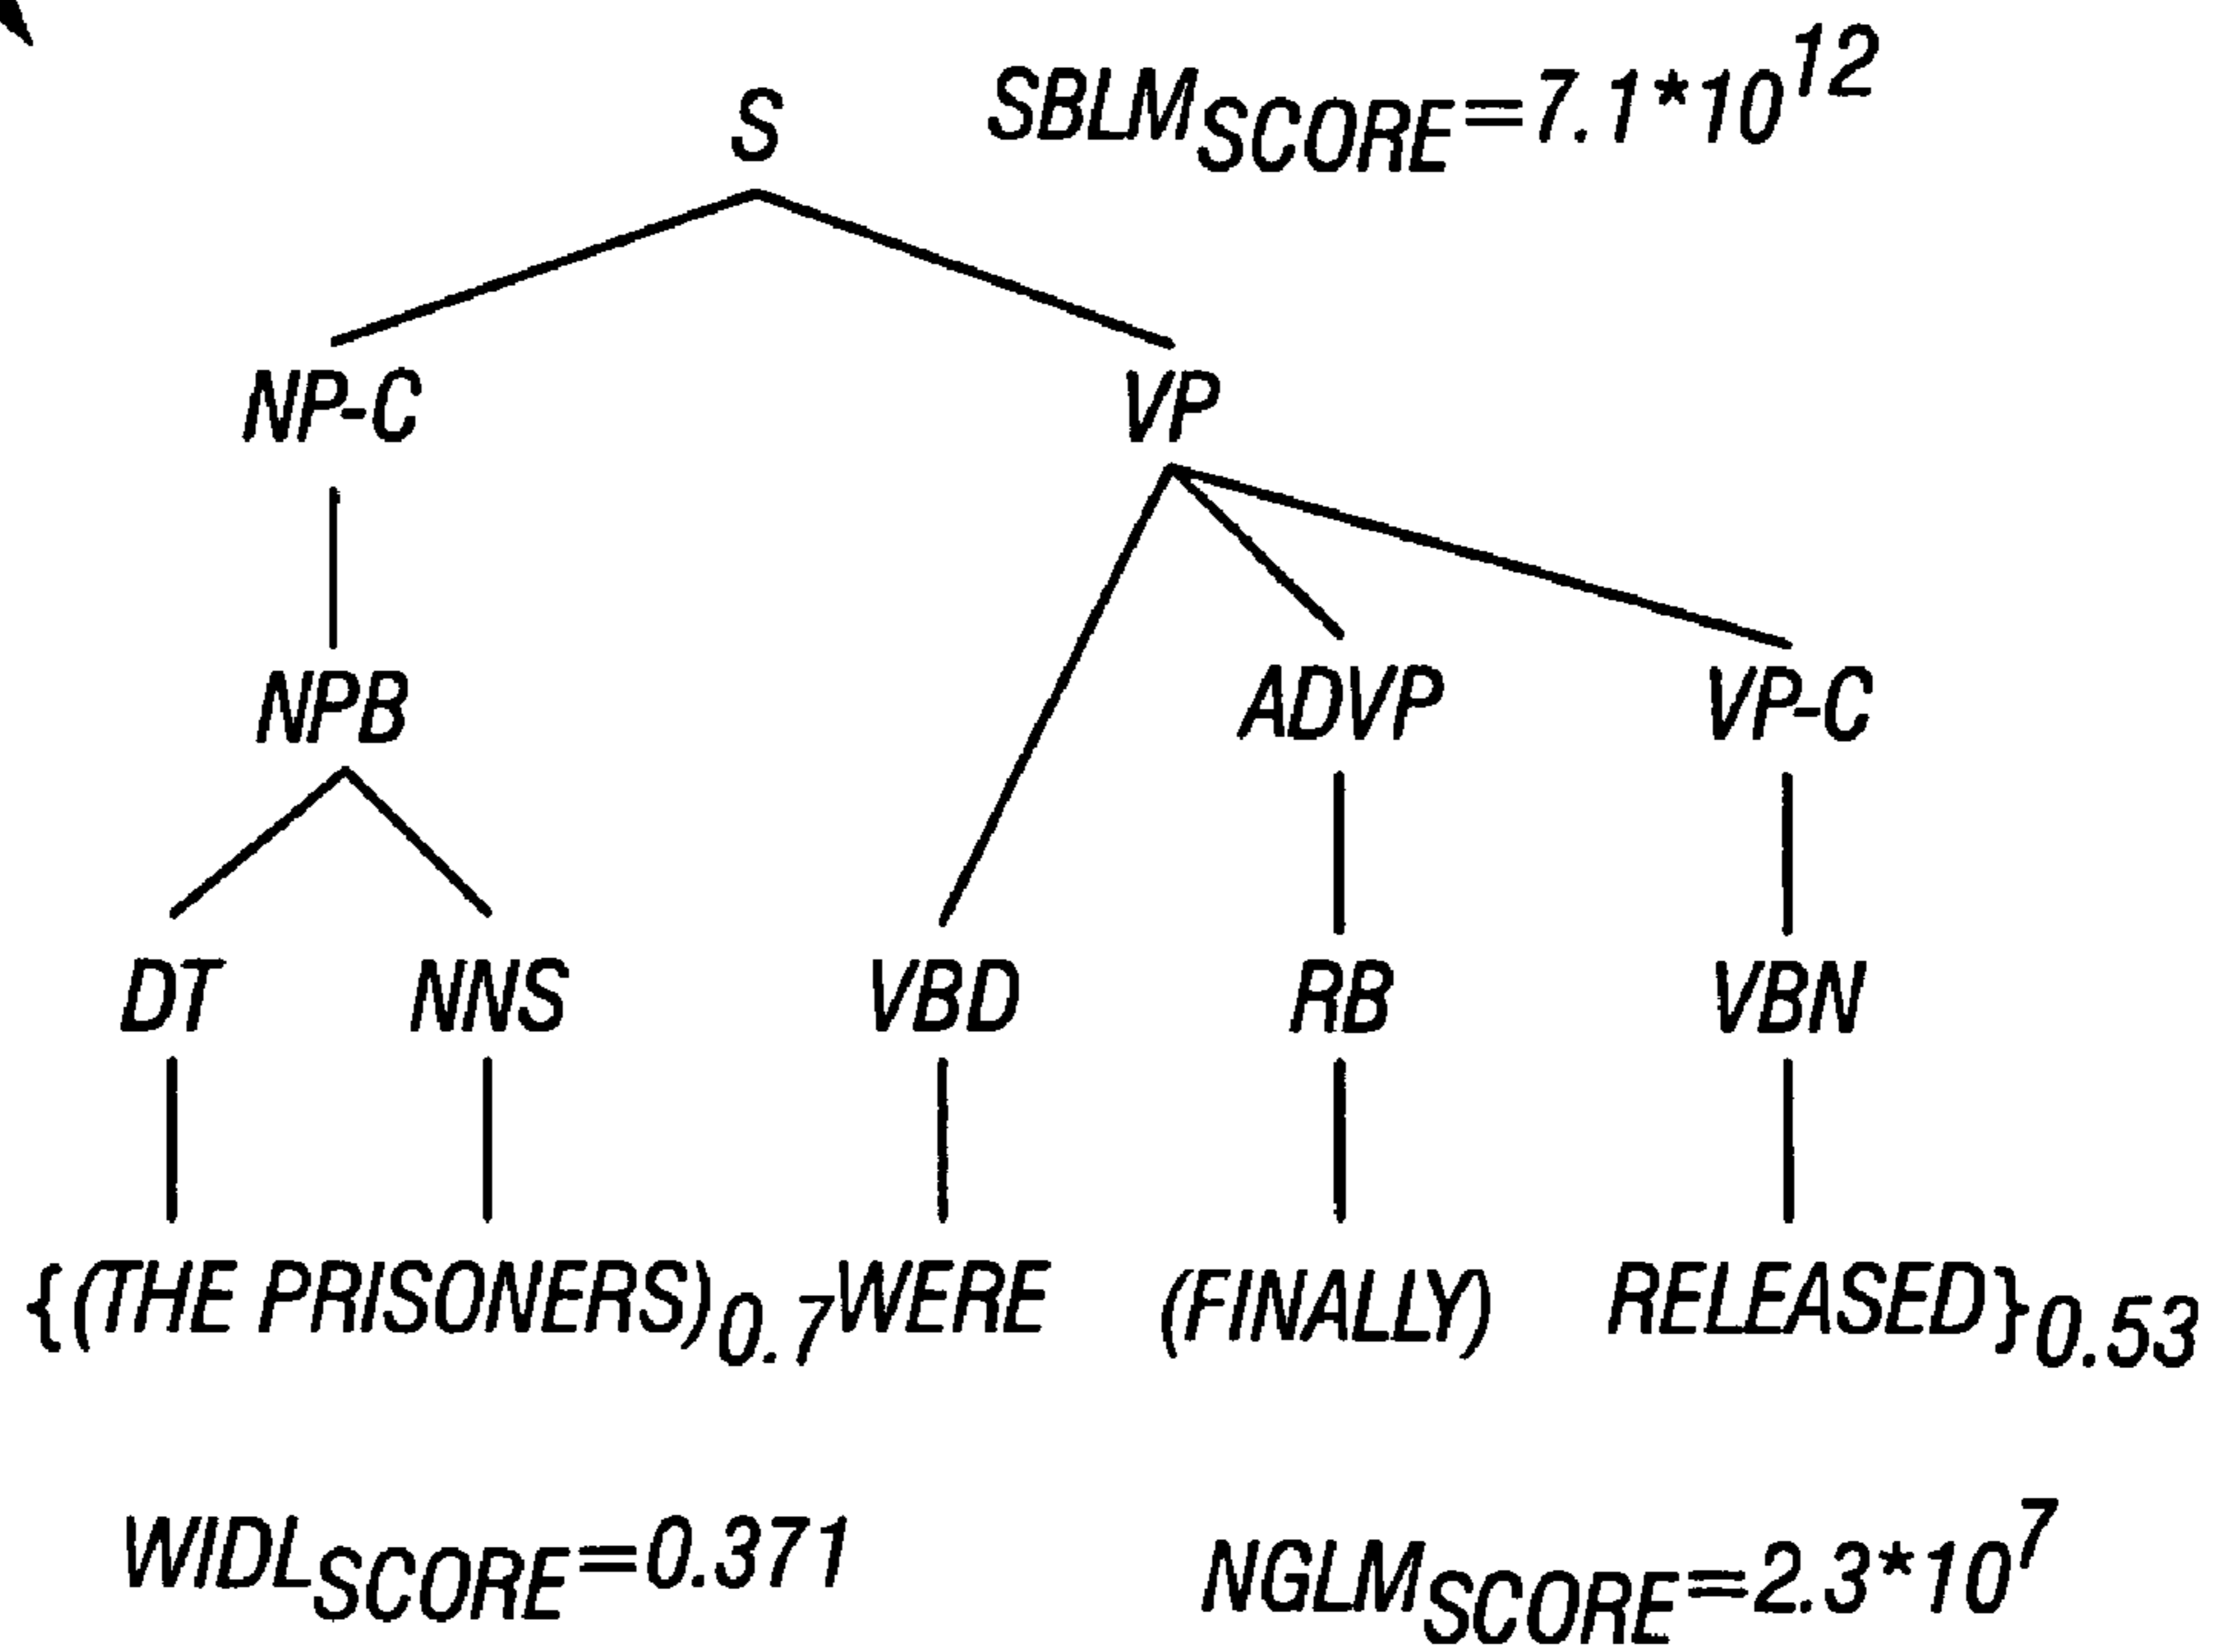 S SBLM_SCORE=7.1*10^12
NP-C VP
NPB ADVP VP-C
DT NNS VBD RB VBN
{(THE PRISONERS)_0.7 WERE (FINALLY) RELEASED}_0.53
WIDL_SCORE=0.371 NGLM_SCORE=2.3*10^7